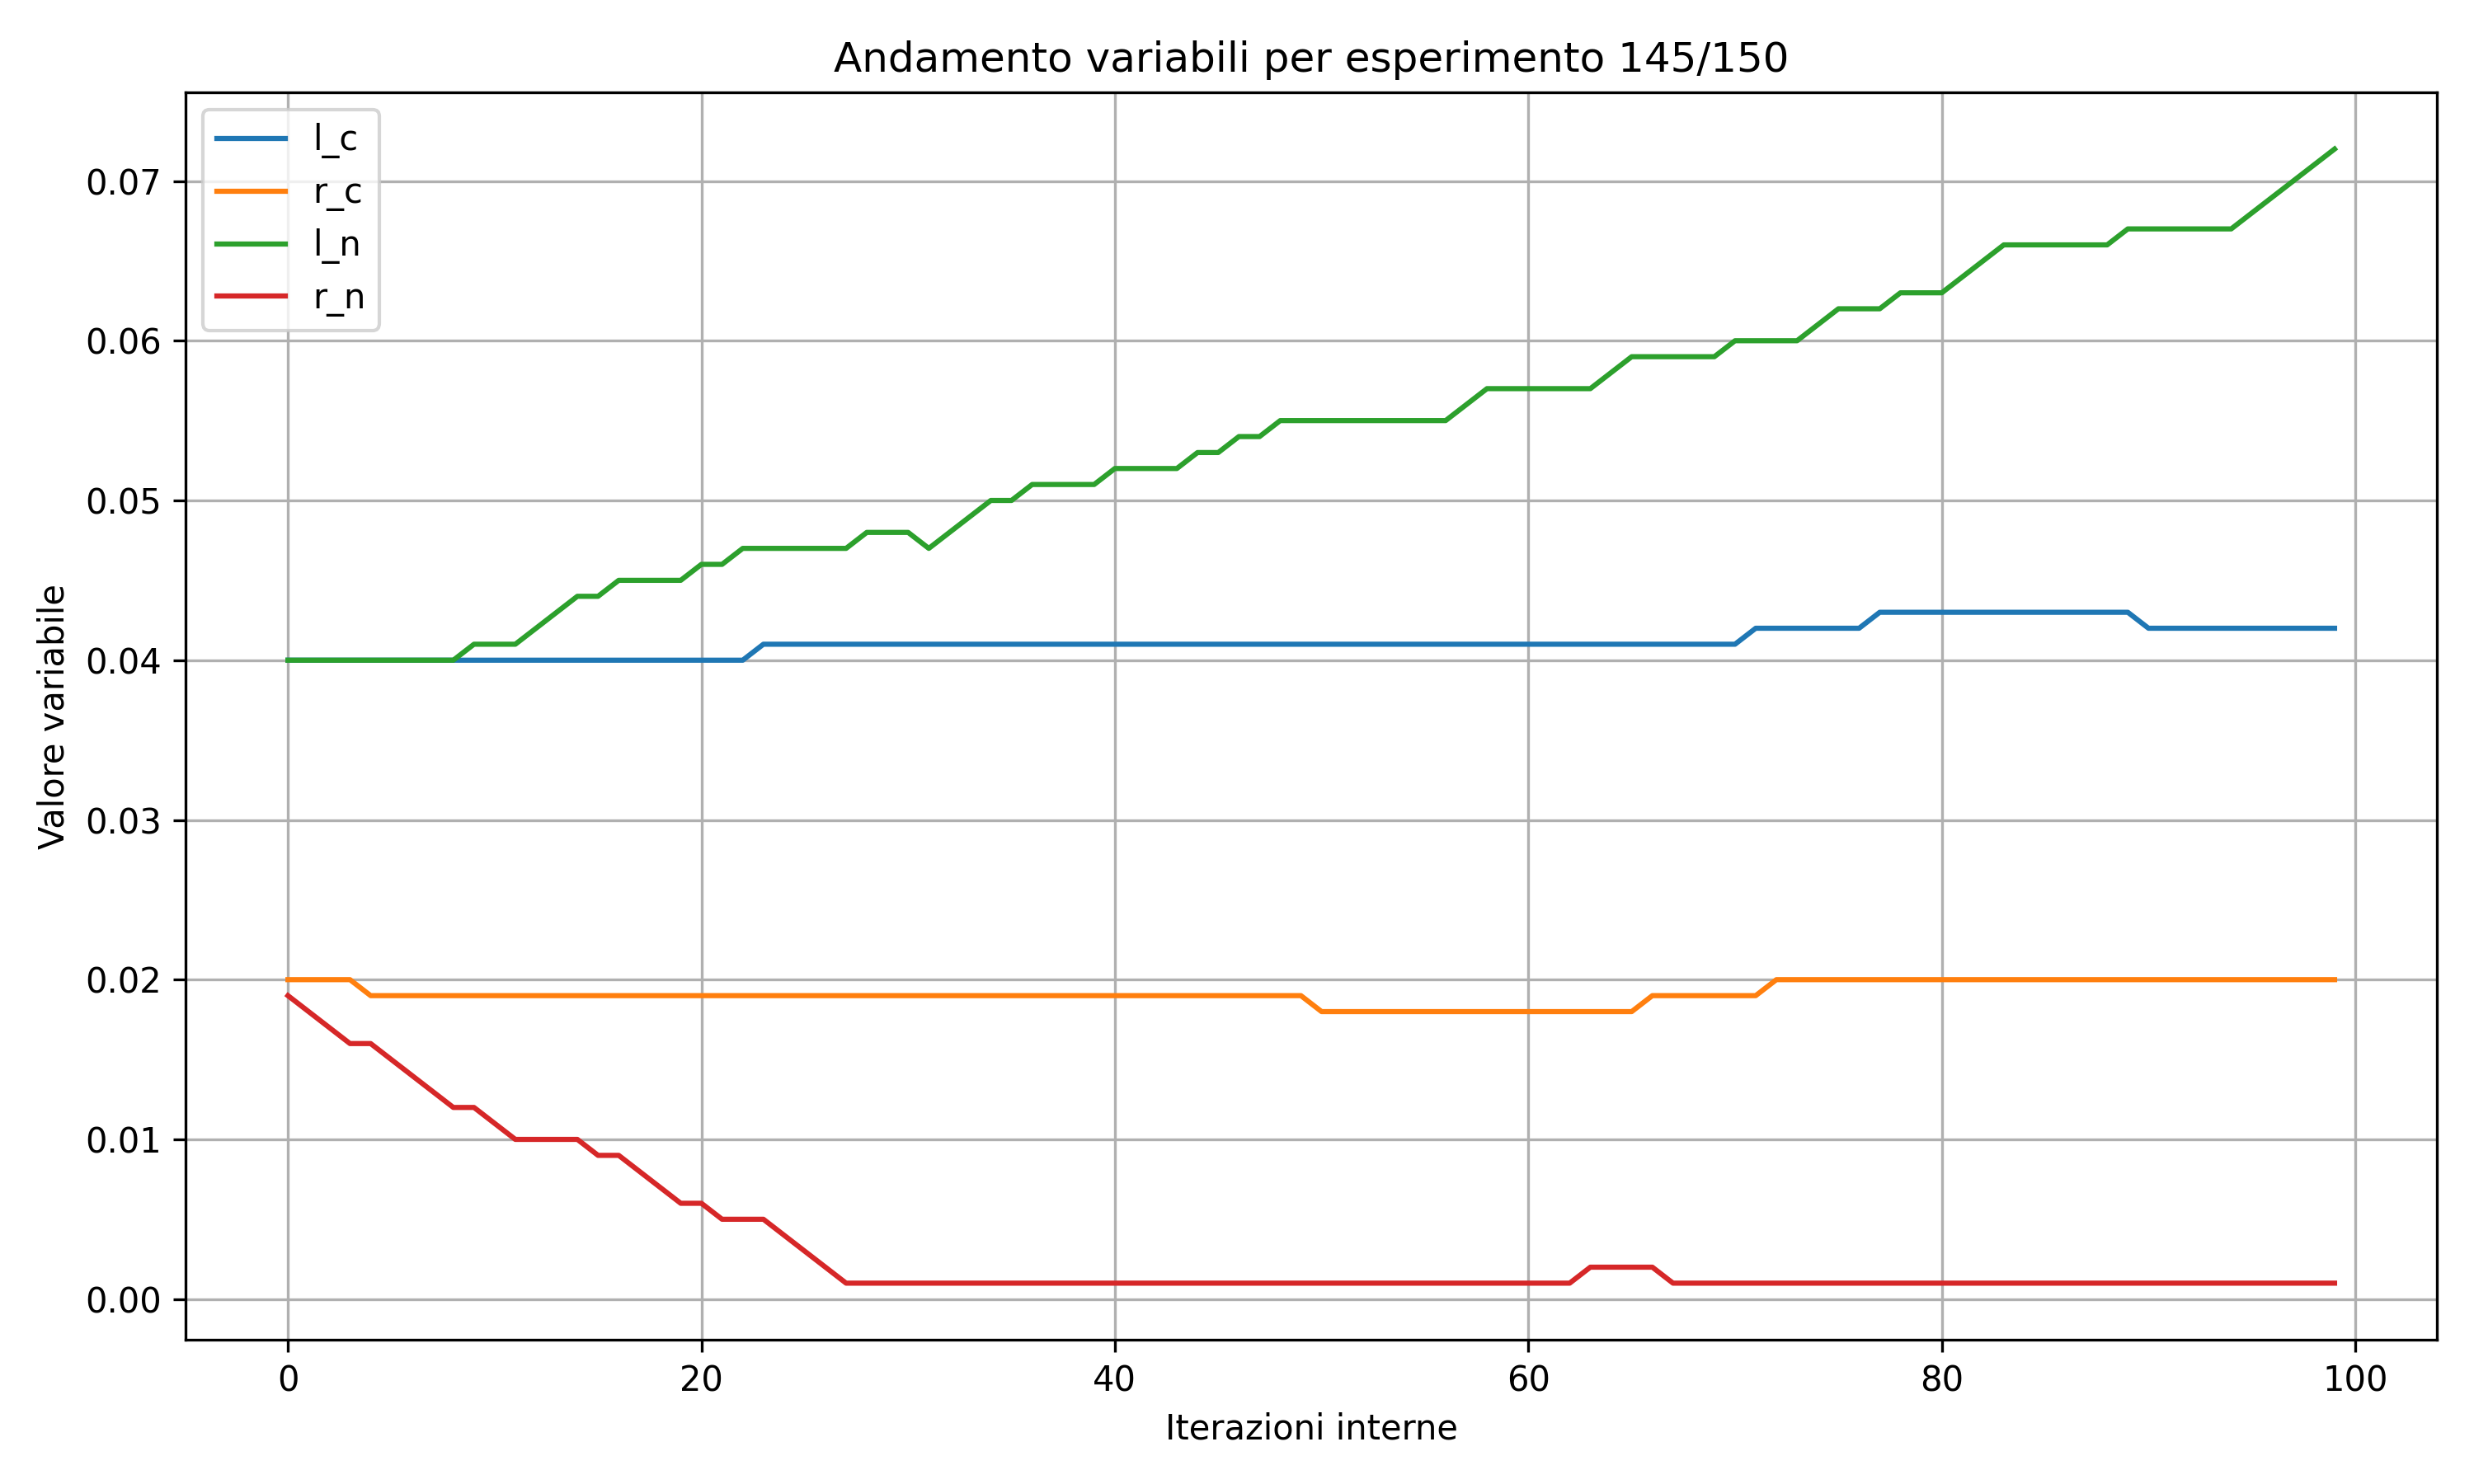 Andamento variabili per esperimento 145/150
l_c
r_c
l_n
r_n
Valore variabile
0.07
0.06
0.05
0.04
0.03
0.02
0.01
0.00
0 20 40 60 80 100
Iterazioni interne